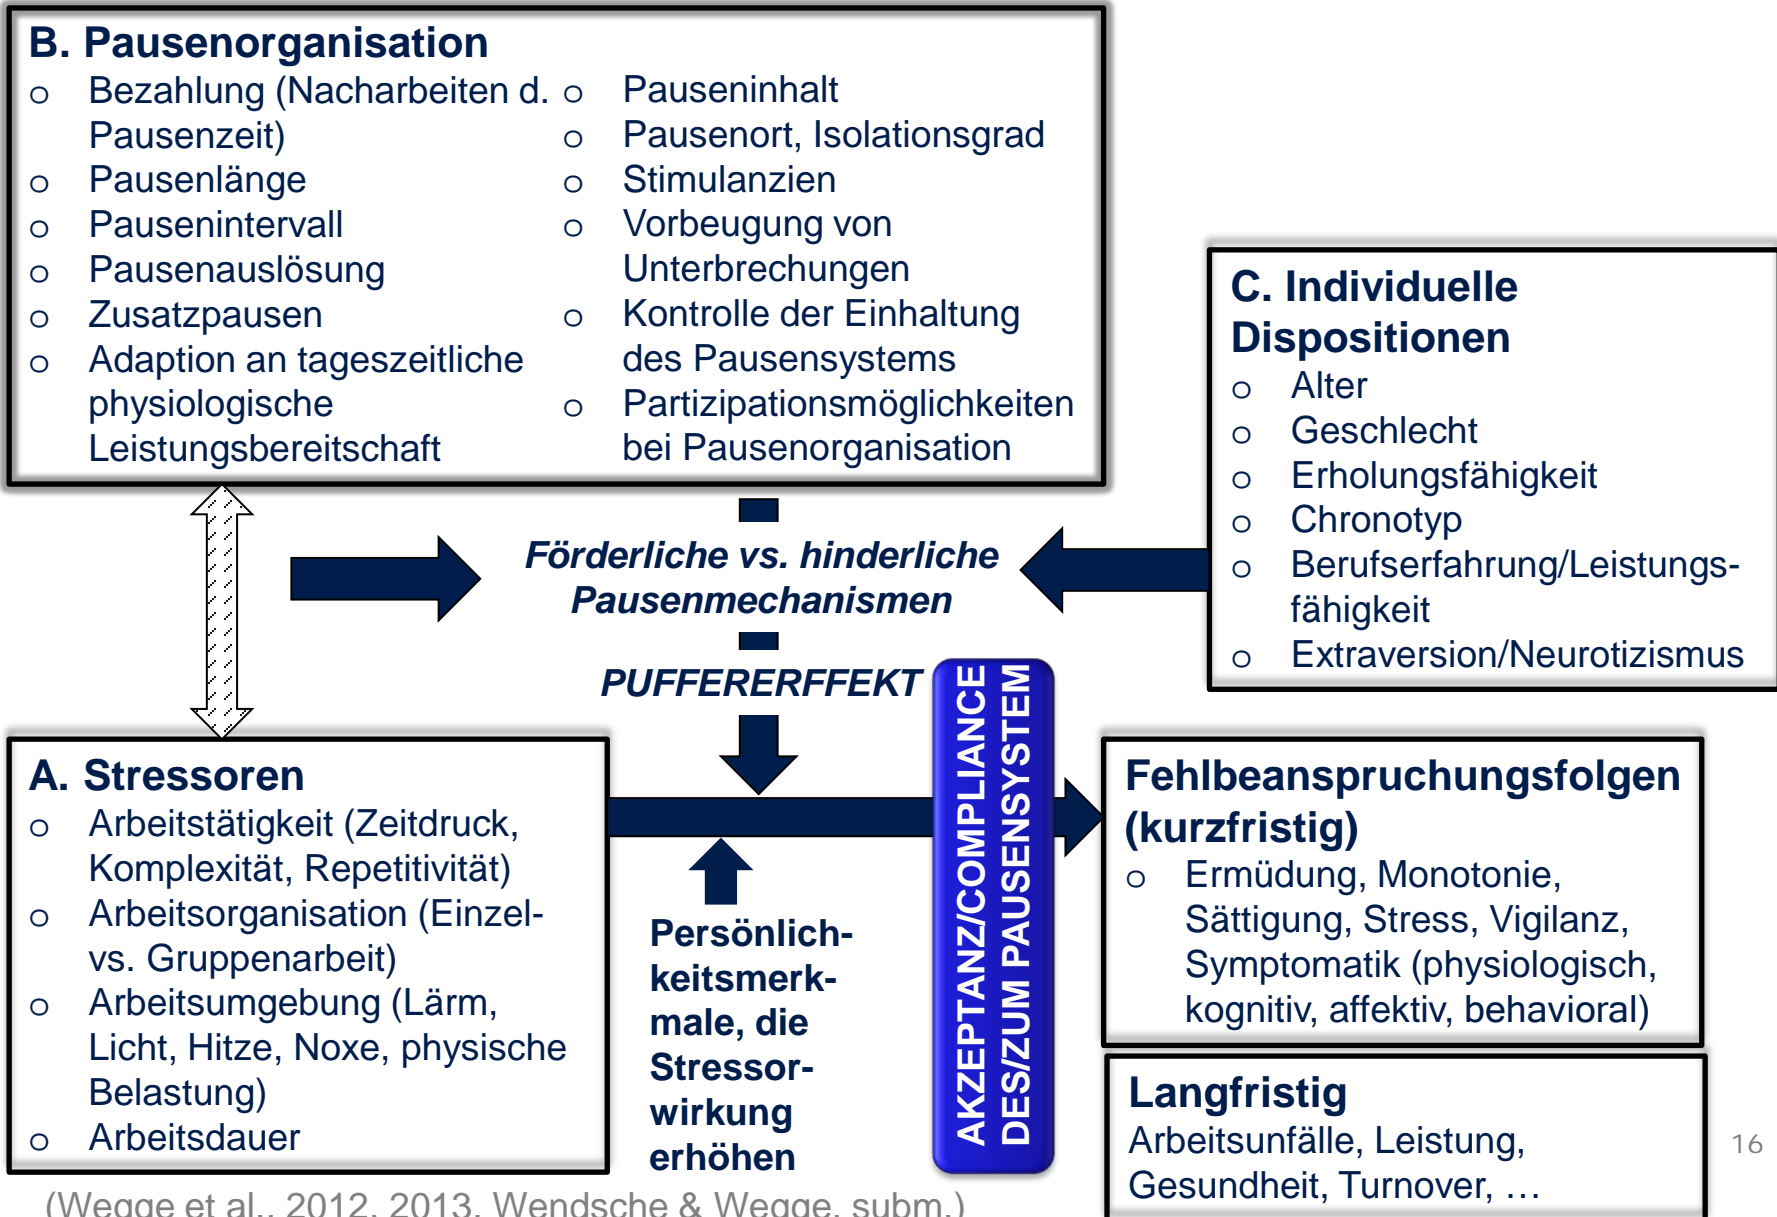 B. Pausenorganisation
o Bezahlung (Nacharbeiten d.
Pausenzeit)
o Pausenlänge
o Pausenintervall
o Pausenauslösung
o Zusatzpausen
o Adaption an tageszeitliche
physiologische
Leistungsbereitschaft
o Pauseninhalt
o Pausenort, Isolationsgrad
o Stimulanzien
o Vorbeugung von
Unterbrechungen
o Kontrolle der Einhaltung
des Pausensystems
o Partizipationsmöglichkeiten
bei Pausenorganisation
C. Individuelle
Dispositionen
o Alter
o Geschlecht
o Erholungsfähigkeit
o Chronotyp
o Berufserfahrung/Leistungs-
fähigkeit
o Extraversion/Neurotizismus
Förderliche vs. hinderliche
Pausenmechanismen
PUFFERERFFEKT
A. Stressoren
o Arbeitstätigkeit (Zeitdruck,
Komplexität, Repetitivität)
o Arbeitsorganisation (Einzel-
vs. Gruppenarbeit)
o Arbeitsumgebung (Lärm,
Licht, Hitze, Noxe, physische
Belastung)
o Arbeitsdauer
Persönlich-
keitsmerk-
male, die
Stressor-
wirkung
erhöhen
AKZEPTANZ/COMPLIANCE
DES/ZUM PAUSENSYSTEM
Fehlbeanspruchungsfolgen
(kurzfristig)
o Ermüdung, Monotonie,
Sättigung, Stress, Vigilanz,
Symptomatik (physiologisch,
kognitiv, affektiv, behavioral)
Langfristig
Arbeitsunfälle, Leistung,
Gesundheit, Turnover, …
16
(Wegge et al., 2012, 2013, Wendsche & Wegge, subm.)